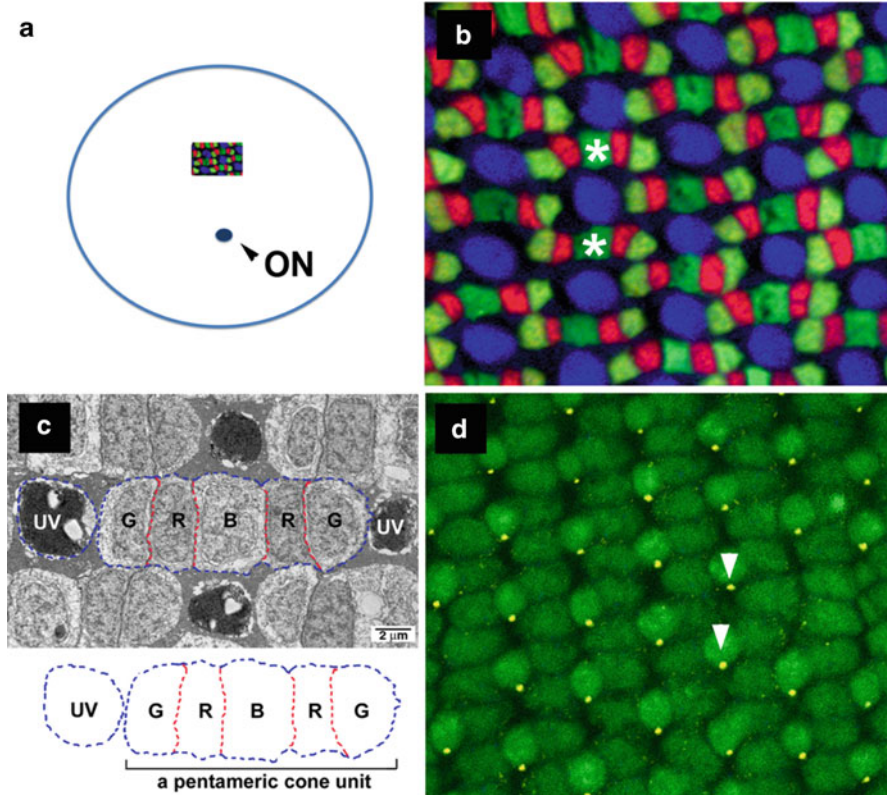 a
ON
b
*
*
c
UV G R B R G UV
2 μm
UV G R B R G
a pentameric cone unit
d